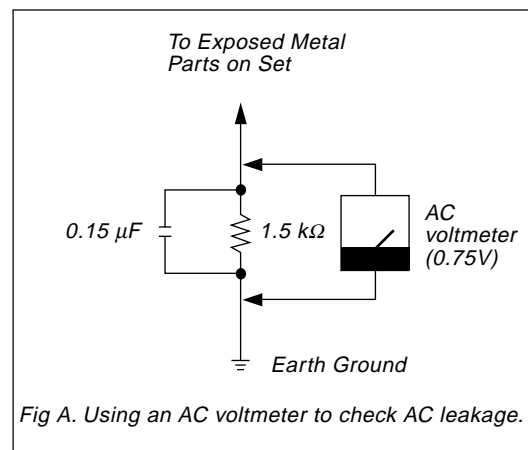 To Exposed Metal
Parts on Set
0.15 μF
1.5 kΩ
AC
voltmeter
(0.75V)
Earth Ground
Fig A. Using an AC voltmeter to check AC leakage.